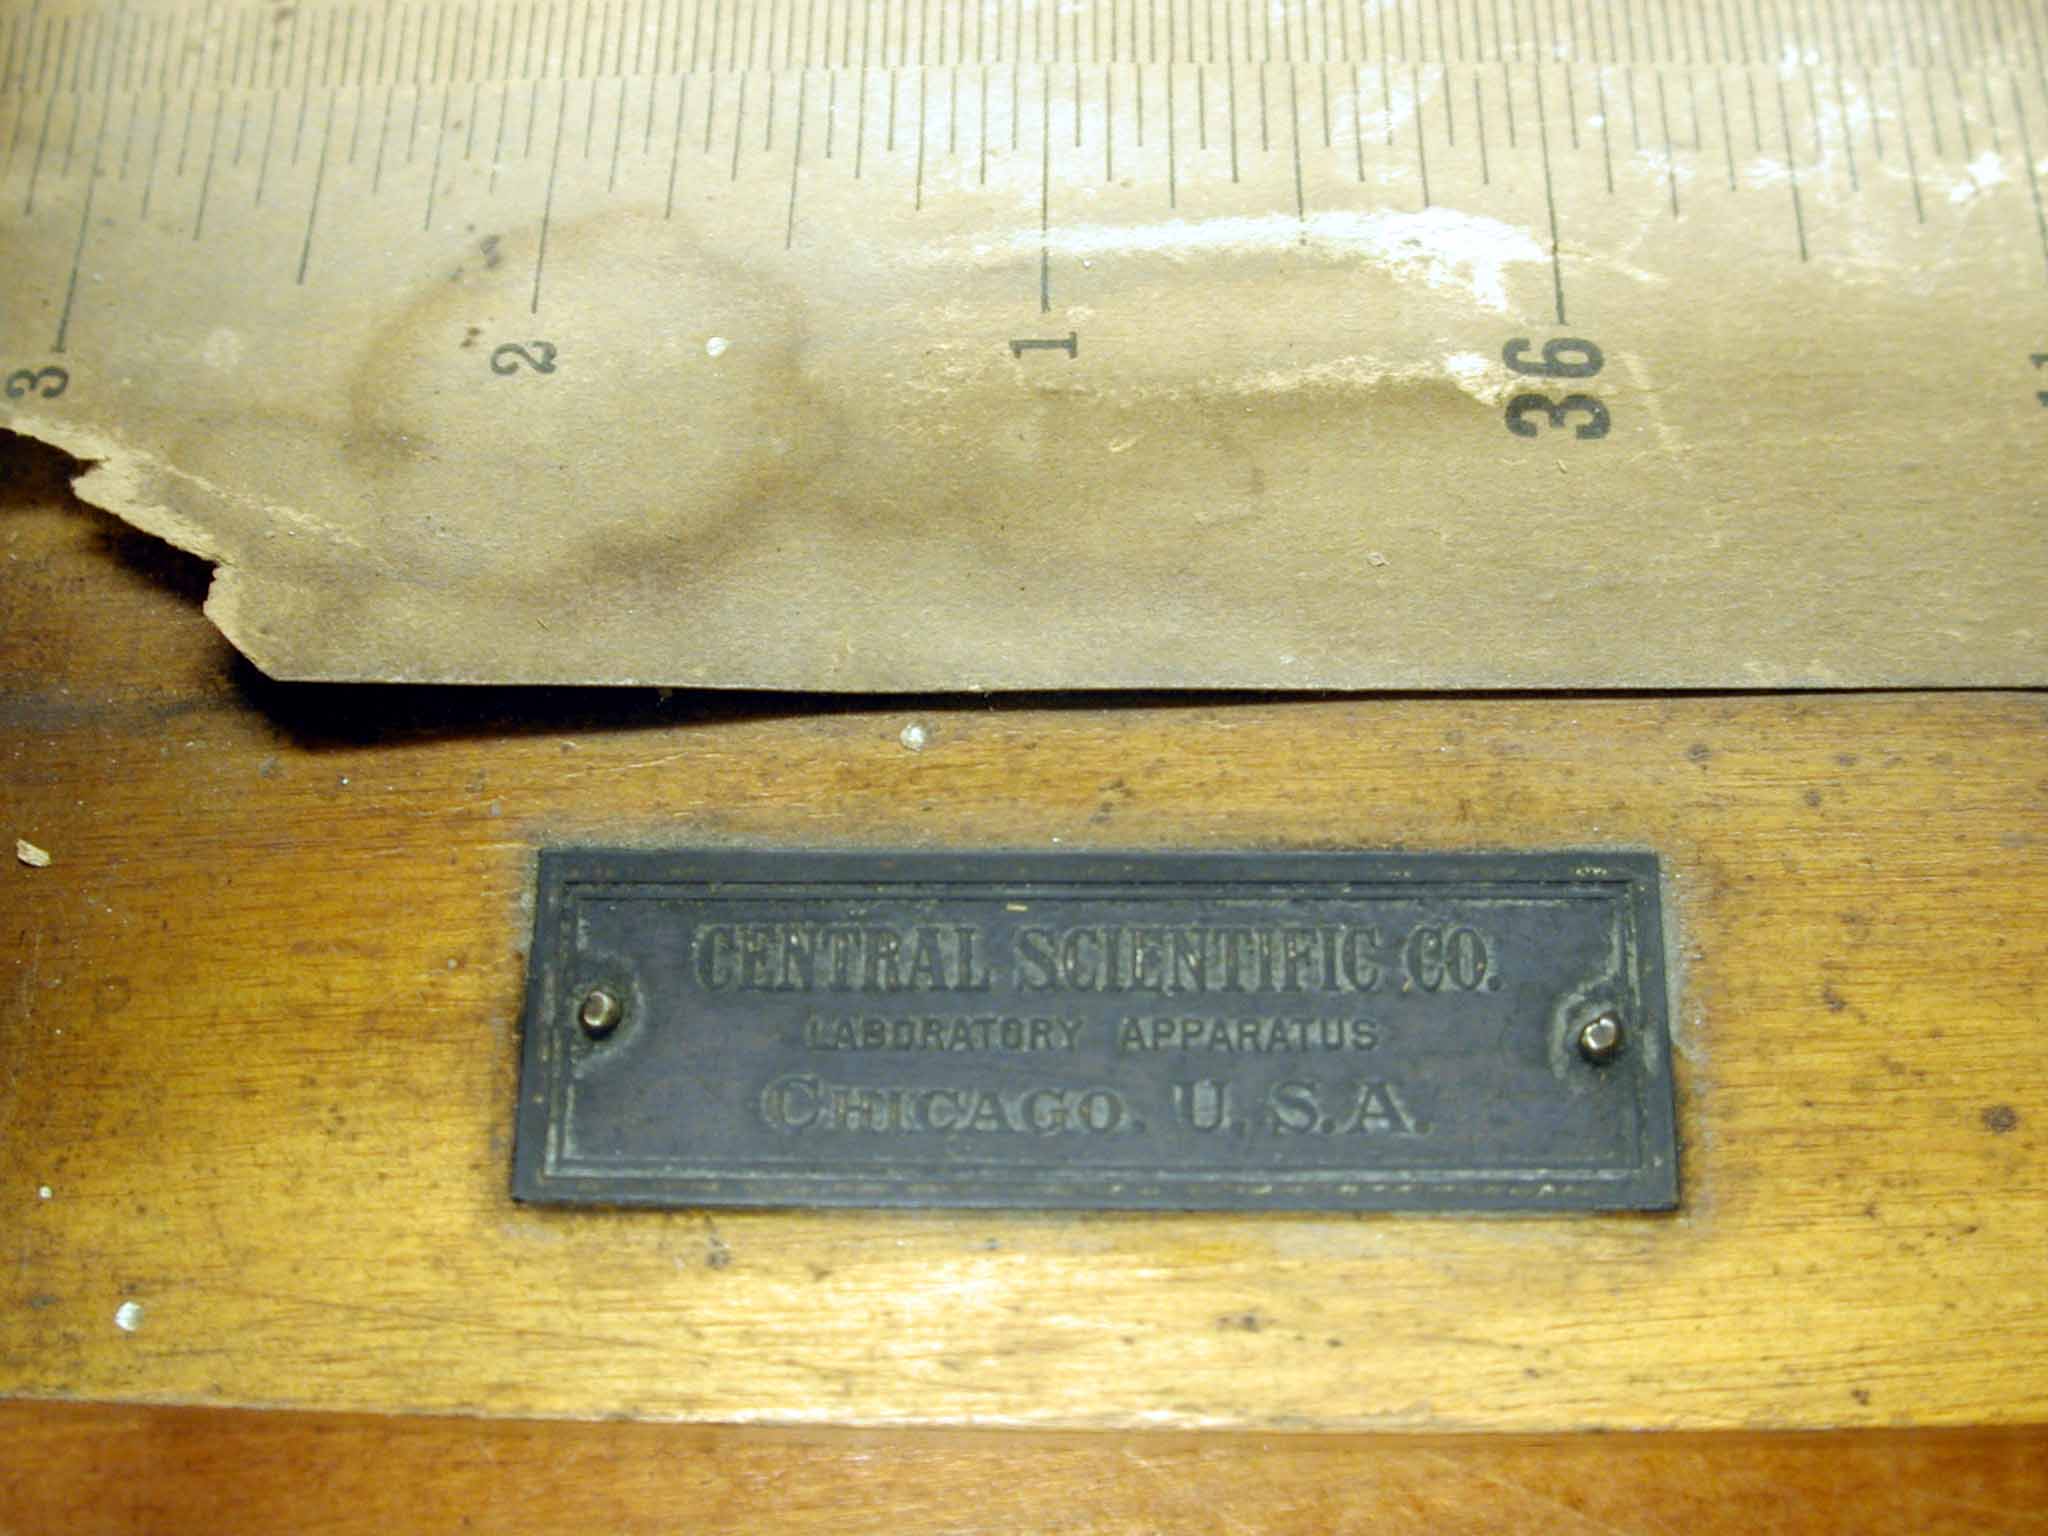 3 2 1 36
CENTRAL SCIENTIFIC CO.
LABORATORY APPARATUS
CHICAGO. U.S.A.